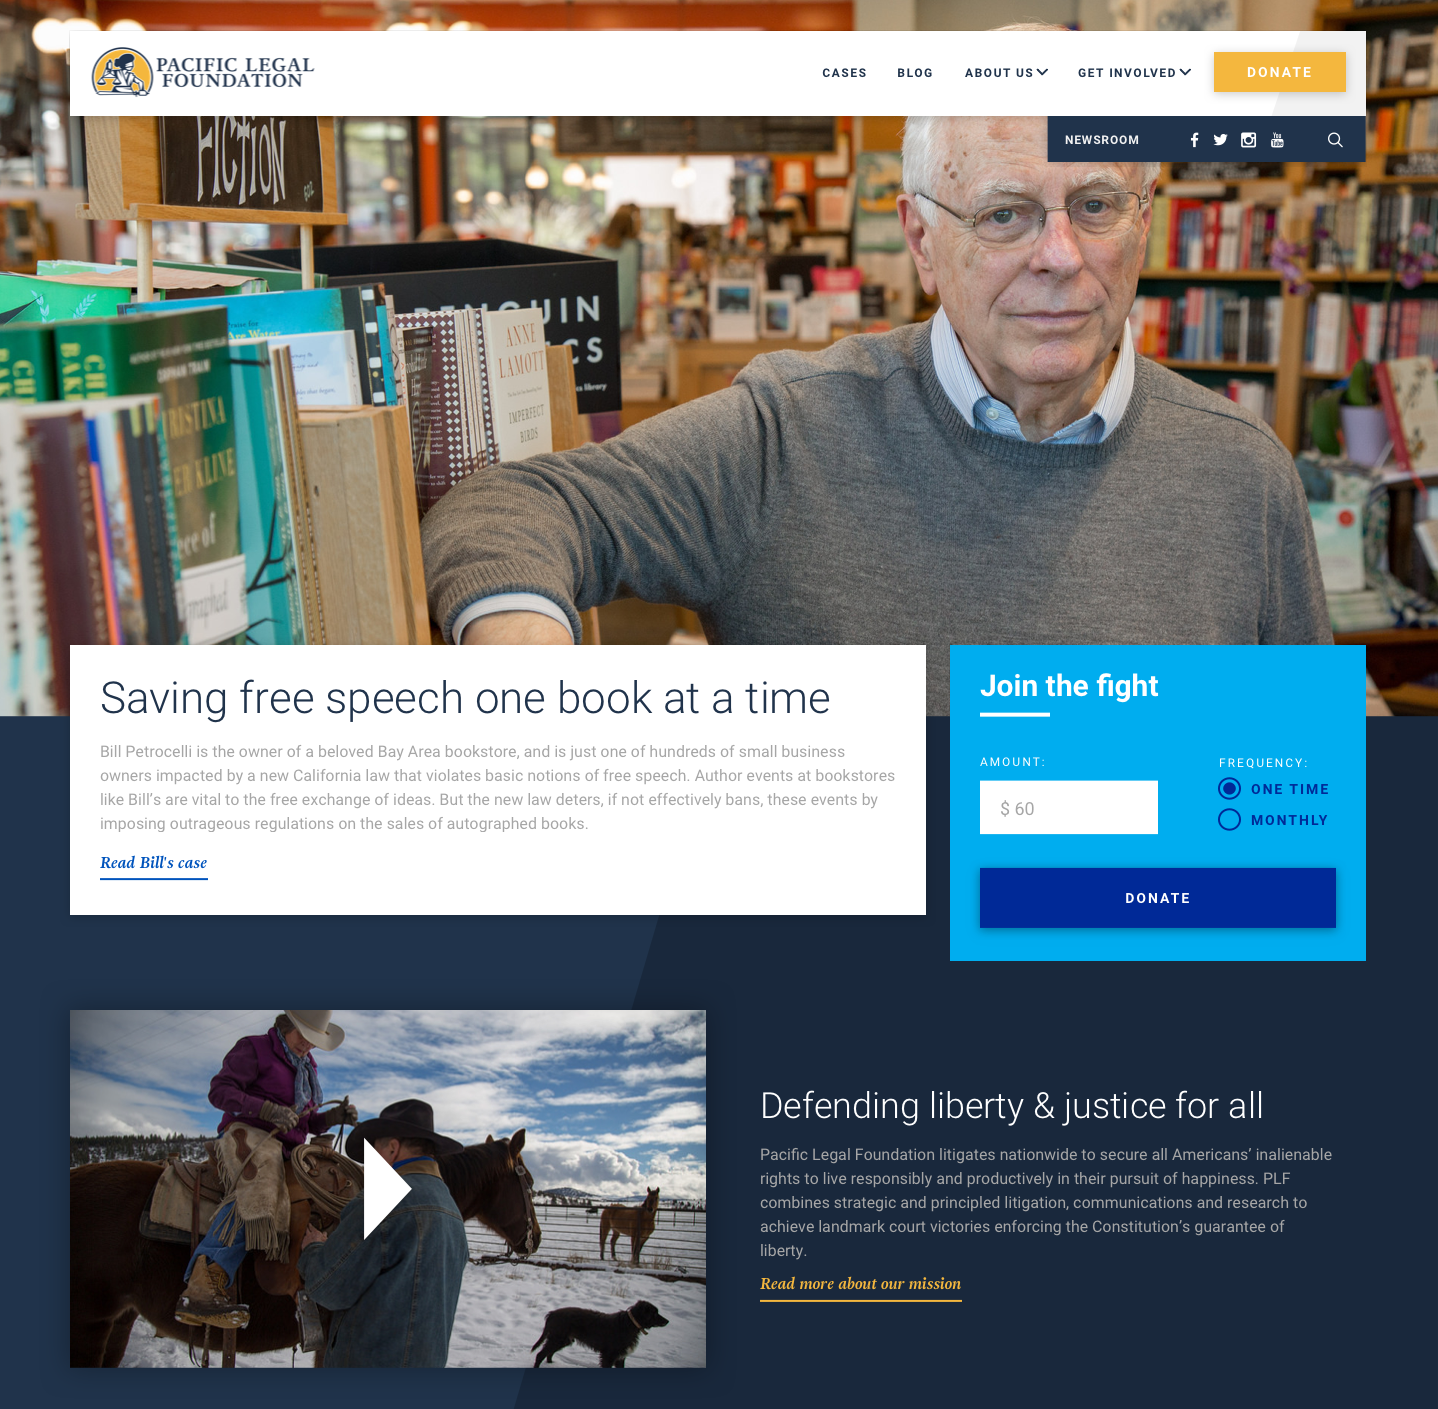 PACIFIC LEGAL
FOUNDATION
CASES
BLOG
ABOUT US
GET INVOLVED
DONATE
NEWSROOM
You
Tube
FICTION
PENGUIN
ANNE
LAMOTT
IMPERFECT
BIRDS
ORPHAN TRAIN
Saving free speech one book at a time
Bill Petrocelli is the owner of a beloved Bay Area bookstore, and is just one of hundreds of small business
owners impacted by a new California law that violates basic notions of free speech. Author events at bookstores
like Bill’s are vital to the free exchange of ideas. But the new law deters, if not effectively bans, these events by
imposing outrageous regulations on the sales of autographed books.
Read Bill's case
Join the fight
AMOUNT:
$ 60
FREQUENCY:
ONE TIME
MONTHLY
DONATE
Defending liberty & justice for all
Pacific Legal Foundation litigates nationwide to secure all Americans’ inalienable
rights to live responsibly and productively in their pursuit of happiness. PLF
combines strategic and principled litigation, communications and research to
achieve landmark court victories enforcing the Constitution’s guarantee of
liberty.
Read more about our mission